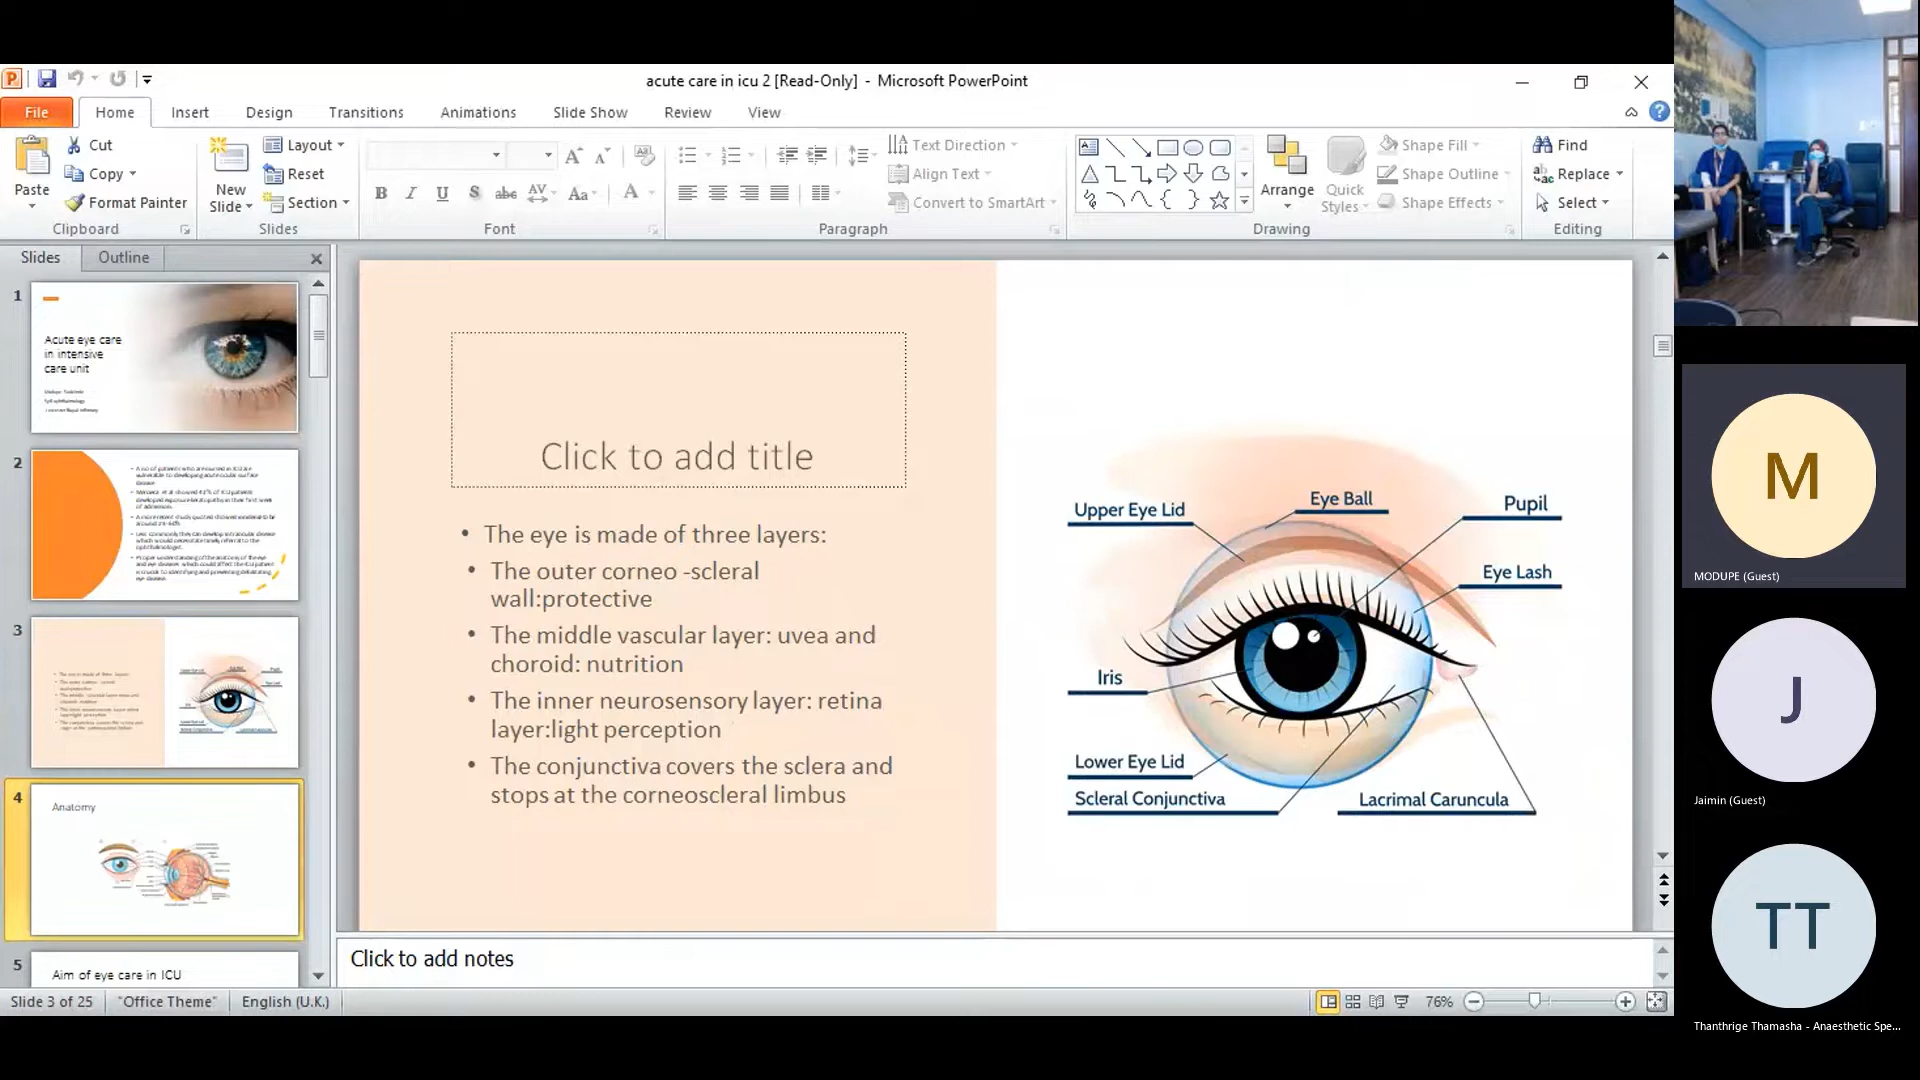 acute care in icu 2 [Read-Only] - Microsoft PowerPoint
File Home Insert Design Transitions Animations Slide Show Review View
Paste
Cut
Copy
Format Painter
Clipboard
New Slide
Layout
Reset
Section
Slides
Font
Text Direction
Align Text
Convert to SmartArt
Paragraph
Arrange
Quick Styles
Shape Fill
Shape Outline
Shape Effects
Drawing
Find
Replace
Select
Editing
Slides Outline
1
Acute eye care
in intensive
care unit
2
3
4
Anatomy
5
Aim of eye care in ICU
Click to add title
• The eye is made of three layers:
• The outer corneo -scleral
wall:protective
• The middle vascular layer: uvea and
choroid: nutrition
• The inner neurosensory layer: retina
layer:light perception
• The conjunctiva covers the sclera and
stops at the corneoscleral limbus
Upper Eye Lid
Eye Ball
Pupil
Eye Lash
Iris
Lower Eye Lid
Scleral Conjunctiva
Lacrimal Caruncula
Click to add notes
Slide 3 of 25 "Office Theme" English (U.K.) 76%
M
MODUPE (Guest)
J
Jaimin (Guest)
TT
Thanthrige Thamasha - Anaesthetic Spe...